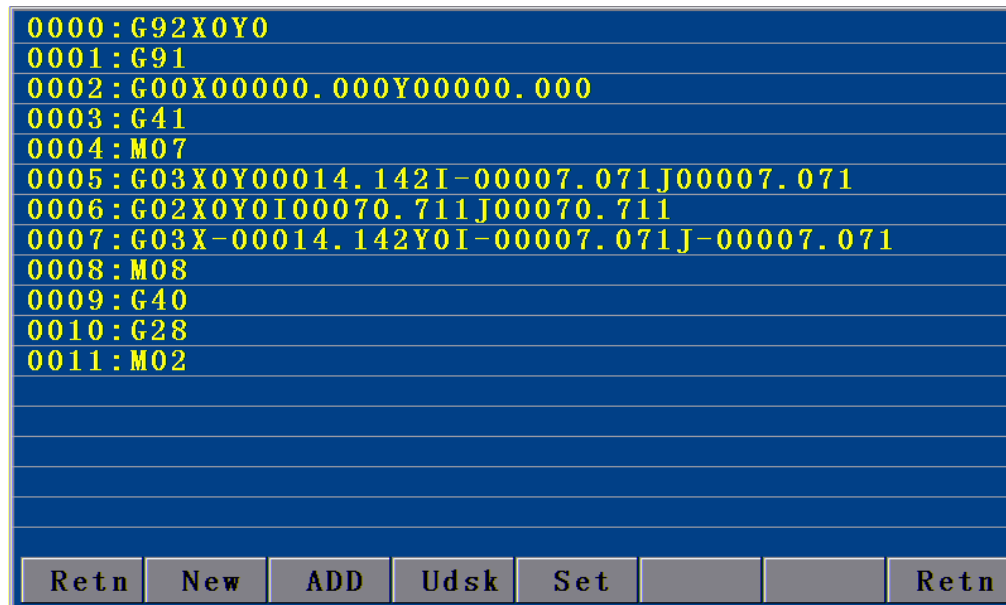 0000:G92X0Y0
0001:G91
0002:G00X00000.000Y00000.000
0003:G41
0004:M07
0005:G03X0Y00014.142I-00007.071J00007.071
0006:G02X0Y0I00070.711J00070.711
0007:G03X-00014.142Y0I-00007.071J-00007.071
0008:M08
0009:G40
0010:G28
0011:M02
Retn New ADD Udsk Set Retn